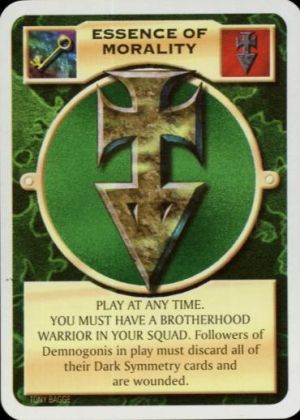 ESSENCE OF
MORALITY
PLAY AT ANY TIME.
YOU MUST HAVE A BROTHERHOOD
WARRIOR IN YOUR SQUAD. Followers of
Demnogonis in play must discard all of
their Dark Symmetry cards and
are wounded.
TONY BAGGE